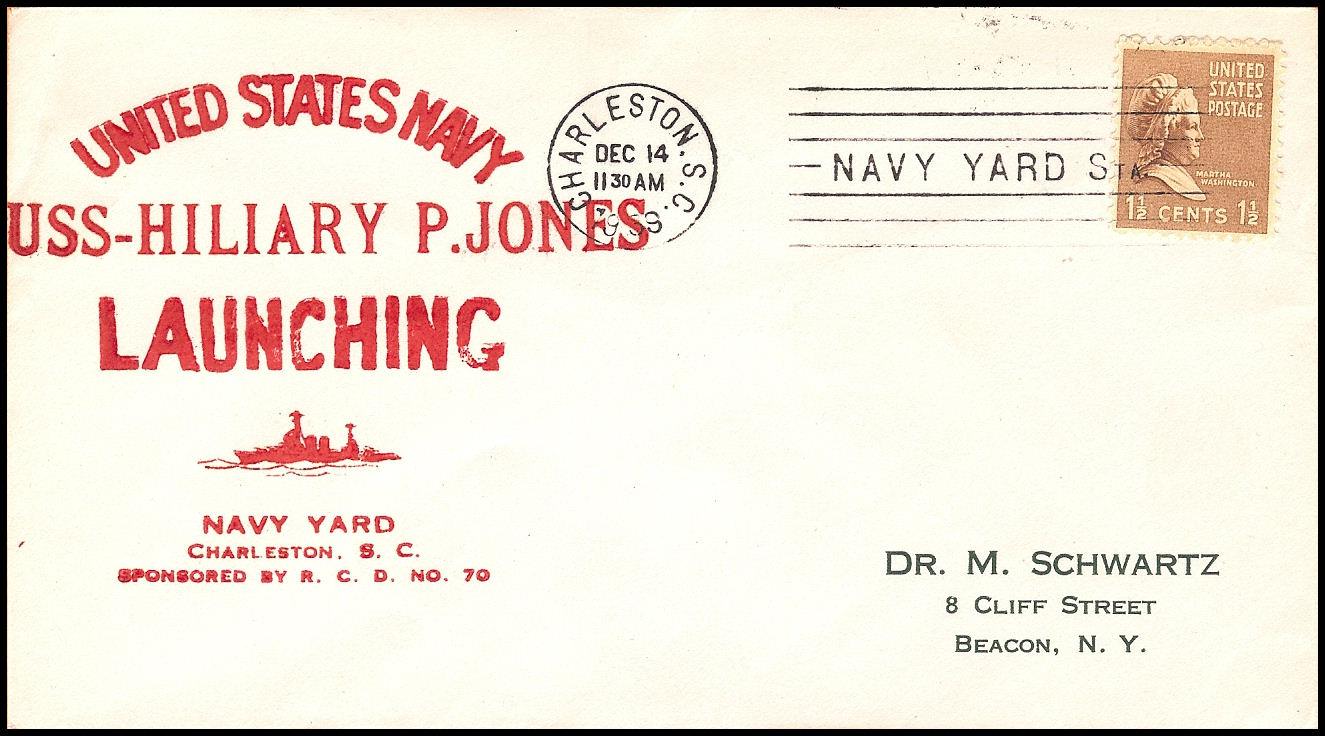 UNITED STATES NAVY
USS-HILIARY P. JONES
LAUNCHING
NAVY YARD
CHARLESTON, S. C.
SPONSORED BY R. C. D. NO. 70
CHARLESTON, S.C.
DEC 14
11 30 AM
1939
NAVY YARD STA.
UNITED
STATES
POSTAGE
MARTHA
WASHINGTON
1½ CENTS 1½
DR. M. SCHWARTZ
8 CLIFF STREET
BEACON, N. Y.